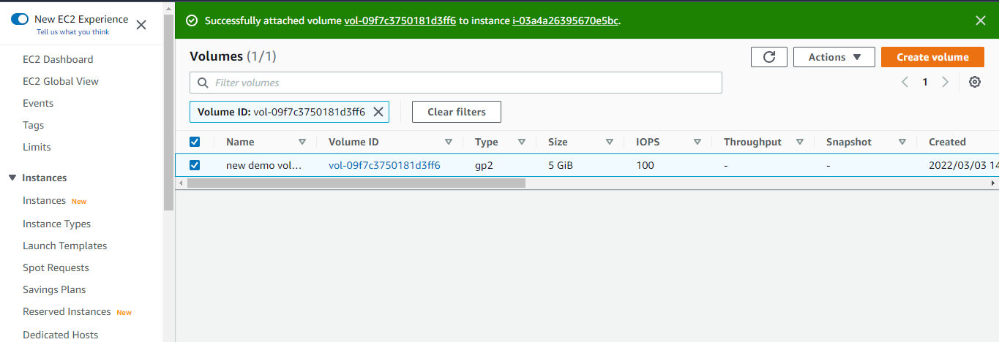 New EC2 Experience
Tell us what you think
EC2 Dashboard
EC2 Global View
Events
Tags
Limits
Instances
Instances New
Instance Types
Launch Templates
Spot Requests
Savings Plans
Reserved Instances New
Dedicated Hosts
Successfully attached volume vol-09f7c3750181d3ff6 to instance i-03a4a26395670e5bc.
Volumes (1/1)
Actions
Create volume
Filter volumes
1
Volume ID: vol-09f7c3750181d3ff6
Clear filters
Name Volume ID Type Size IOPS Throughput Snapshot Created
new demo vol... vol-09f7c3750181d3ff6 gp2 5 GiB 100 - - 2022/03/03 14